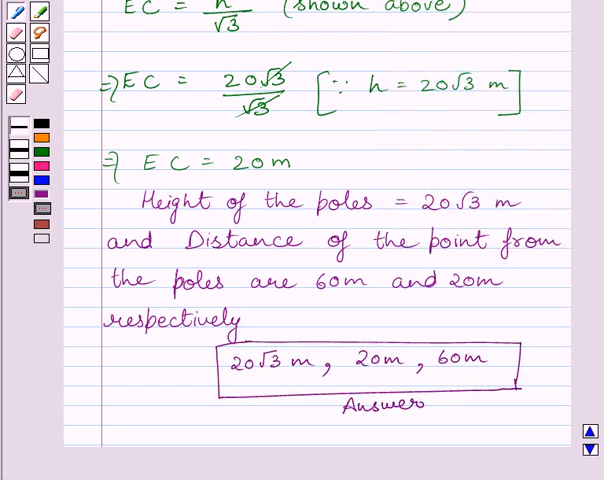 EC = h/√3 (shown above)
⇒ EC = 20√3/√3 [∵ h = 20√3 m]
⇒ EC = 20m
Height of the poles = 20√3 m
and Distance of the point from
the poles are 60m and 20m
respectively
20√3 m, 20m, 60m
Answer